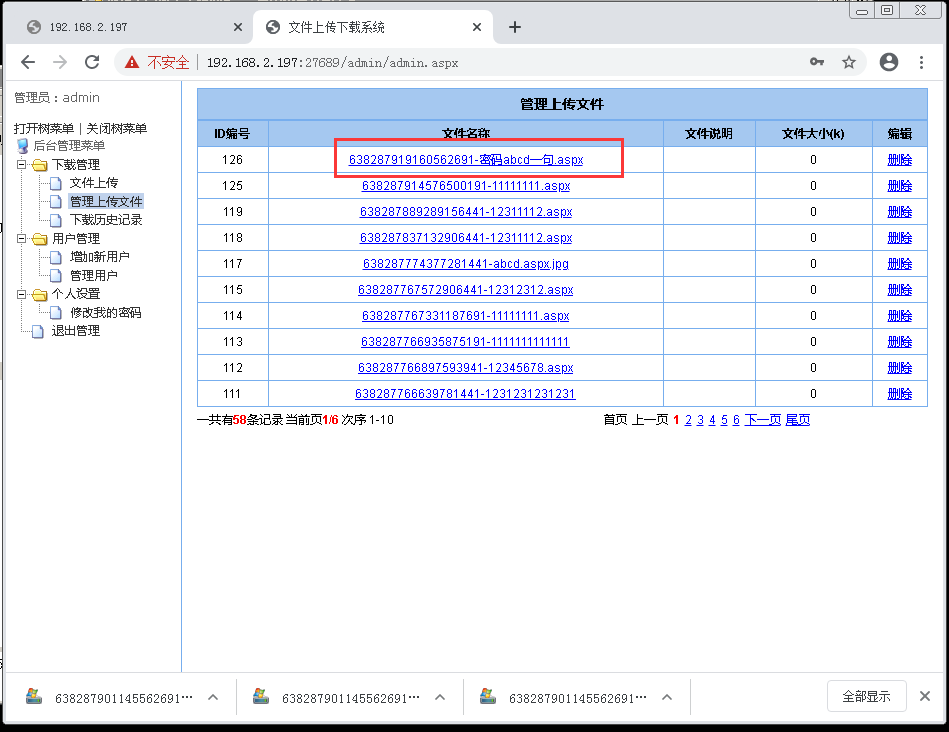 192.168.2.197
文件上传下载系统
不安全 | 192.168.2.197:27689/admin/admin.aspx
管理员：admin
打开树菜单 | 关闭树菜单
后台管理菜单
下载管理
文件上传
管理上传文件
下载历史记录
用户管理
增加新用户
管理用户
个人设置
修改我的密码
退出管理
管理上传文件
ID编号 文件名称 文件说明 文件大小(k) 编辑
126 638287919160562691-密码abcd一句.aspx 0 删除
125 638287914576500191-11111111.aspx 0 删除
119 638287889289156441-12311112.aspx 0 删除
118 638287837132906441-12311112.aspx 0 删除
117 638287774377281441-abcd.aspx.jpg 0 删除
115 638287767572906441-12312312.aspx 0 删除
114 638287767331187691-11111111.aspx 0 删除
113 638287766935875191-1111111111111 0 删除
112 638287766897593941-12345678.aspx 0 删除
111 638287766639781441-1231231231231 0 删除
一共有58条记录 当前页1/6 次序 1-10 首页 上一页 1 2 3 4 5 6 下一页 尾页
638287901145562691··· 638287901145562691··· 638287901145562691··· 全部显示